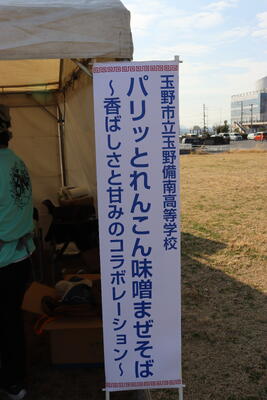 玉野市立玉野備南高等学校
パリッとれんこん味噌まぜそば
～香ばしさと甘みのコラボレーション～